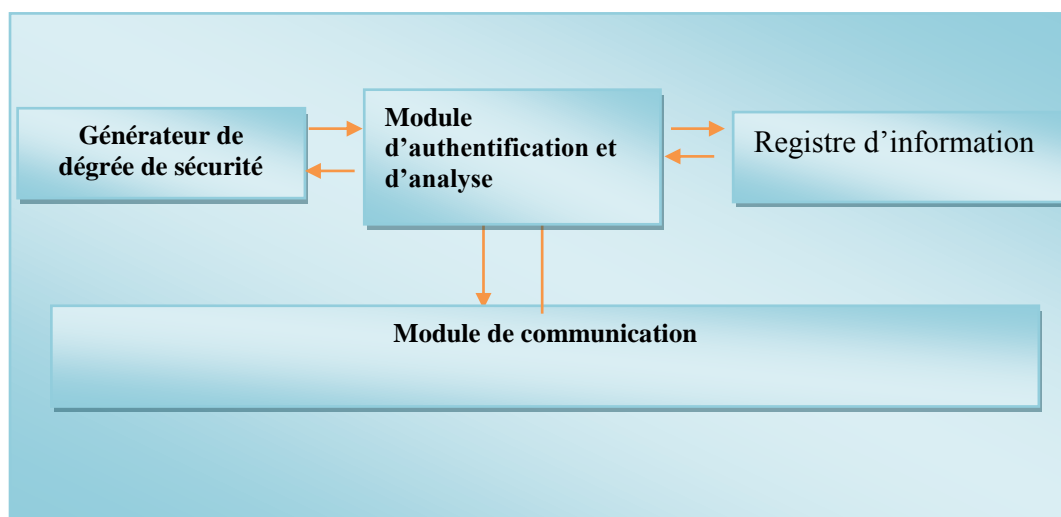 Générateur de
dégrée de sécurité
Module
d’authentification et
d’analyse
Registre d’information
Module de communication